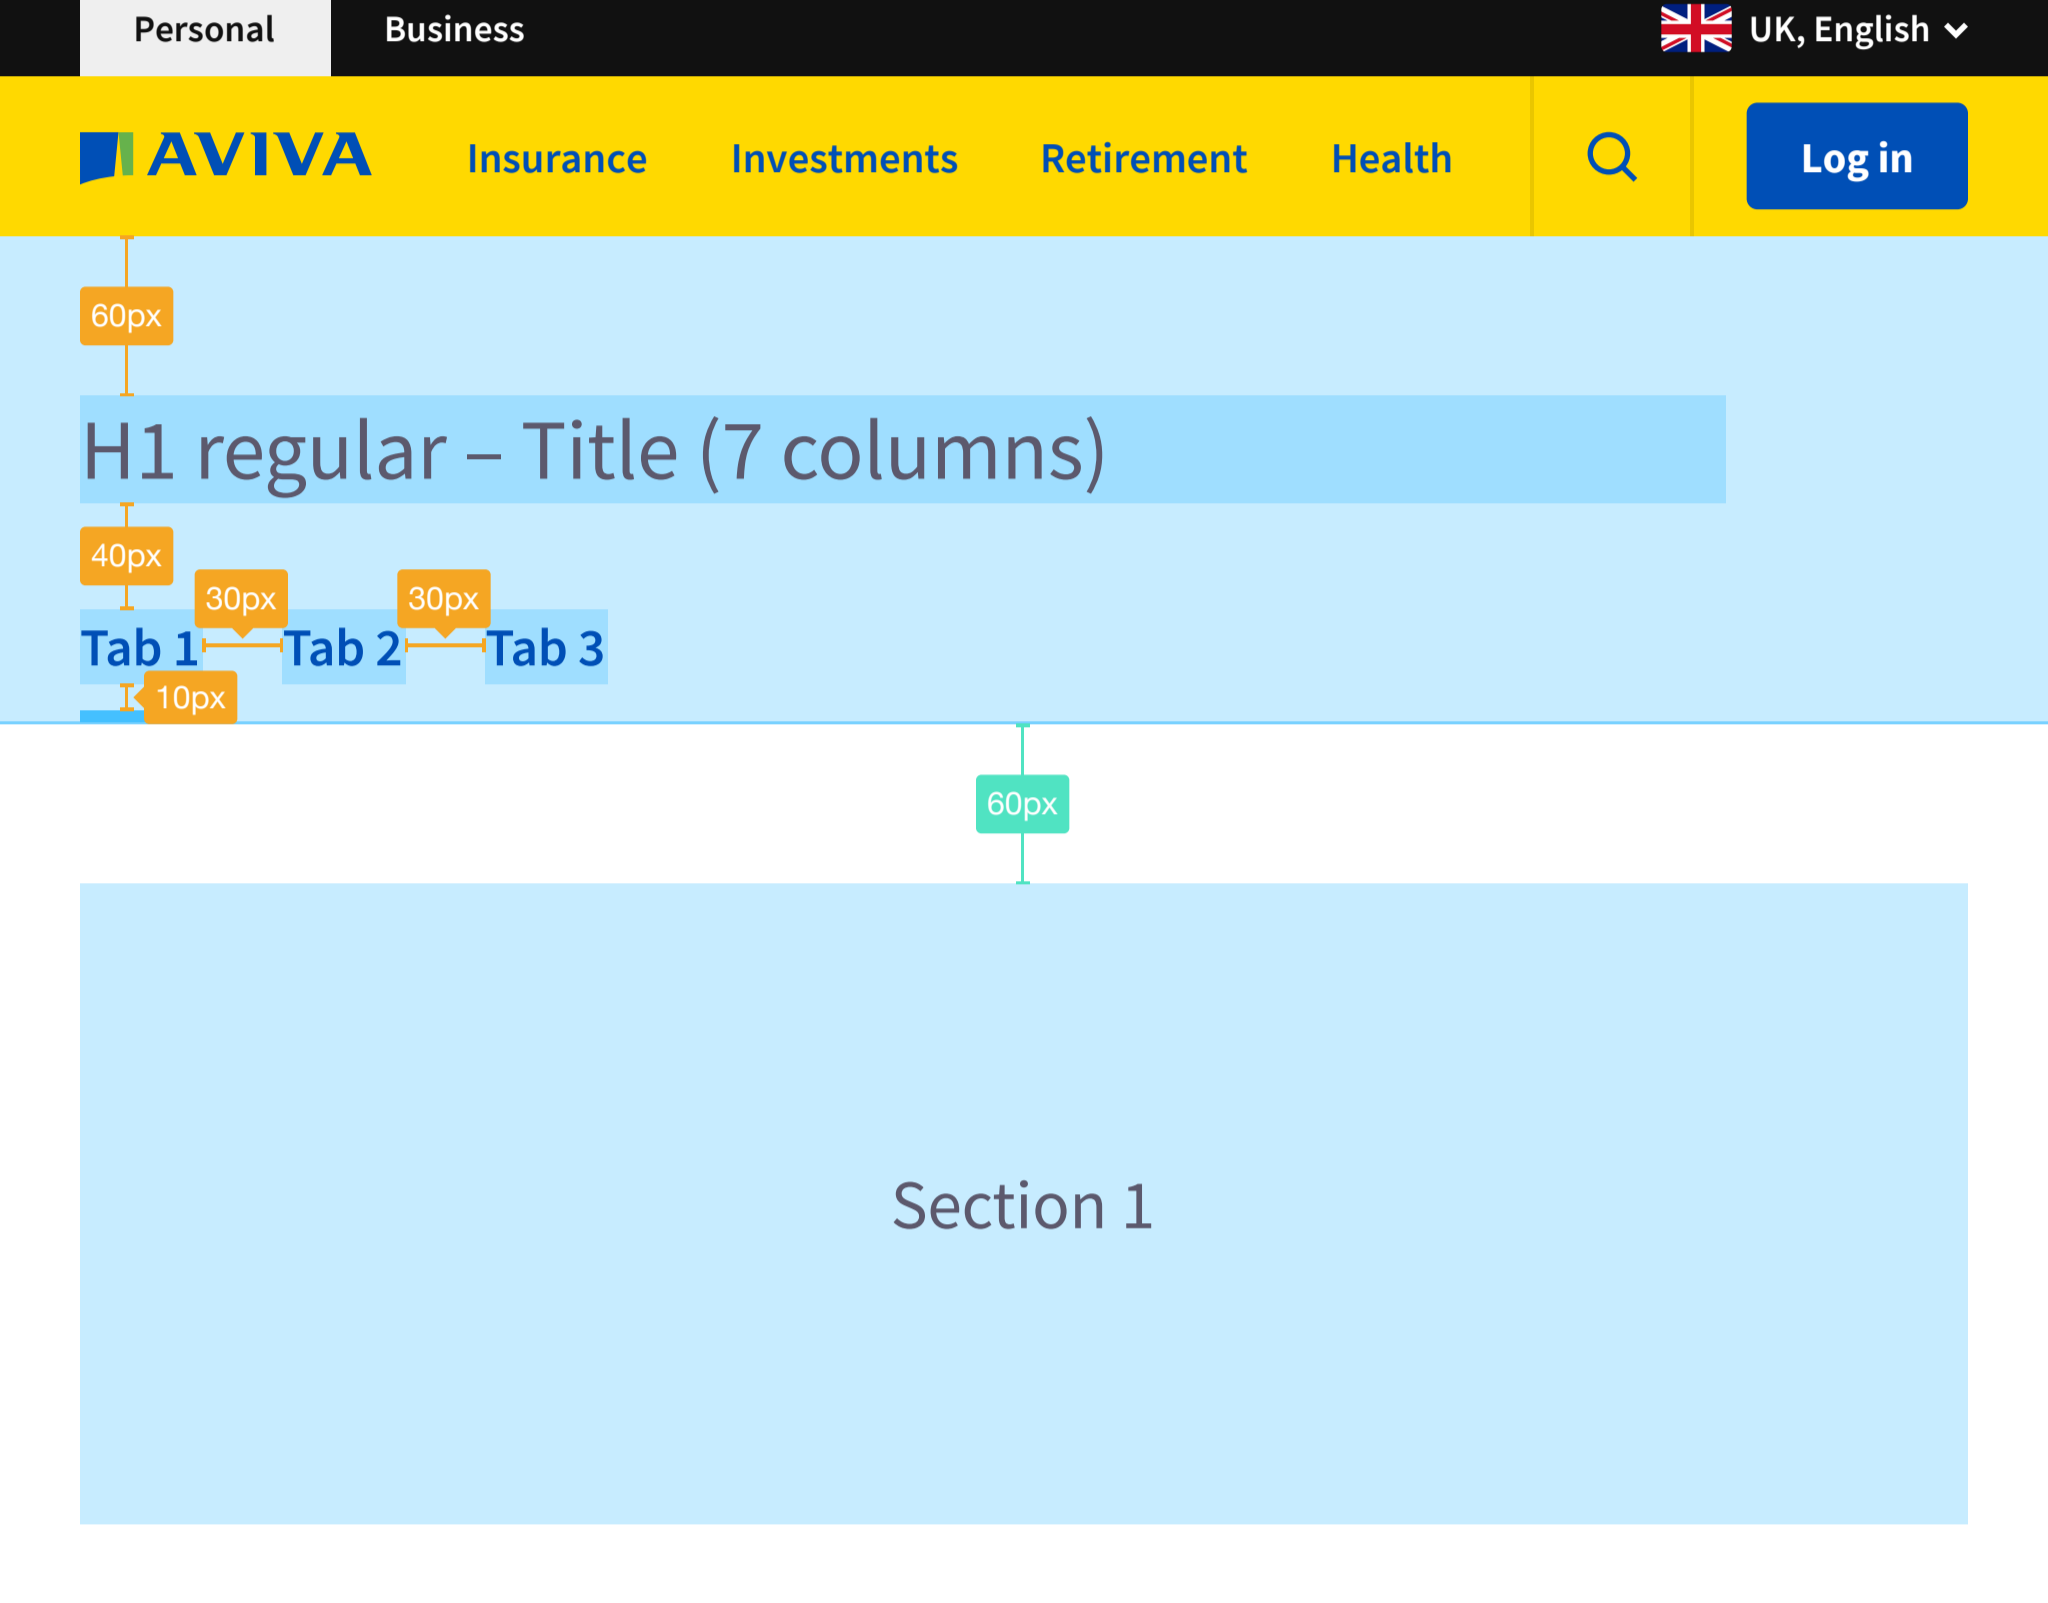 Personal Business UK, English
AVIVA Insurance Investments Retirement Health Log in
60px
H1 regular – Title (7 columns)
40px
30px 30px
Tab 1 Tab 2 Tab 3
10px
60px
Section 1